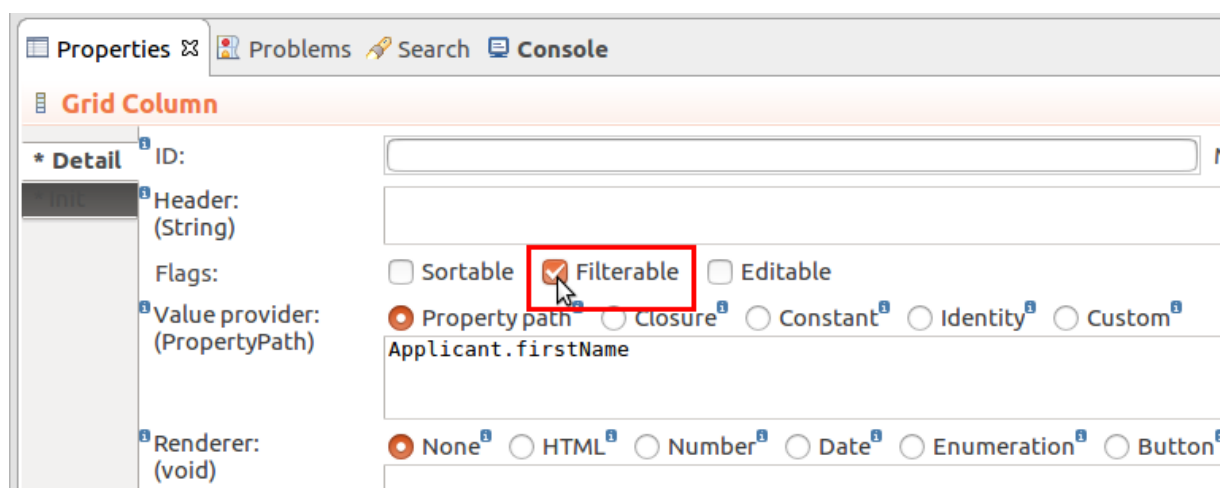 Properties Problems Search Console
Grid Column
* Detail ID:
* Init Header:
(String)
Flags: Sortable Filterable Editable
Value provider: Property path Closure Constant Identity Custom
(PropertyPath) Applicant.firstName
Renderer: None HTML Number Date Enumeration Button
(void)